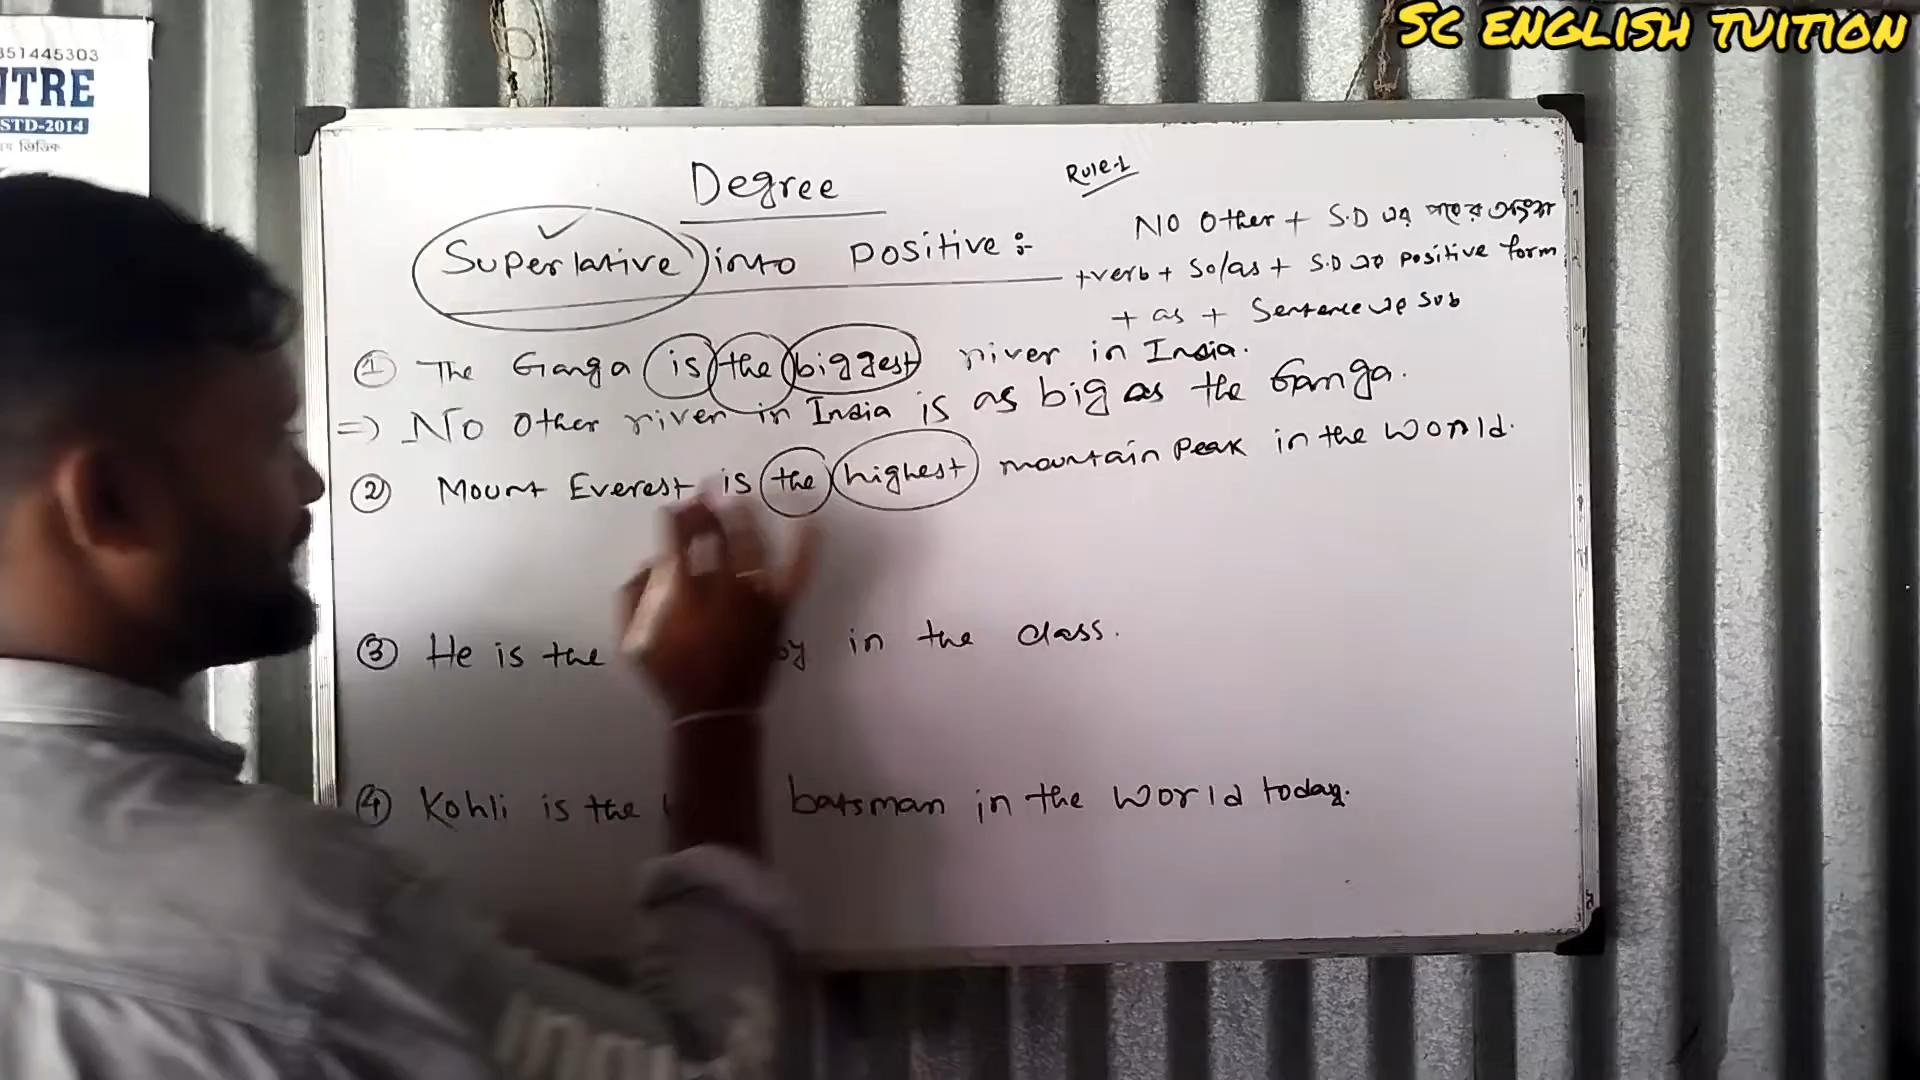 SC ENGLISH TUITION
351445303
NTRE
STD-2014
ভিত্তিক
Degree
Rule-1
Superlative into Positive :-
No Other + S.D এর পরের অংশ
+ verb + so/as + S.D এর positive form
+ as + Sentence এর Sub
① The Ganga is the biggest river in India.
=> No Other river in India is as big as the Ganga.
② Mount Everest is the highest mountain Peak in the World.
③ He is the in the class.
④ Kohli is the batsman in the World today.